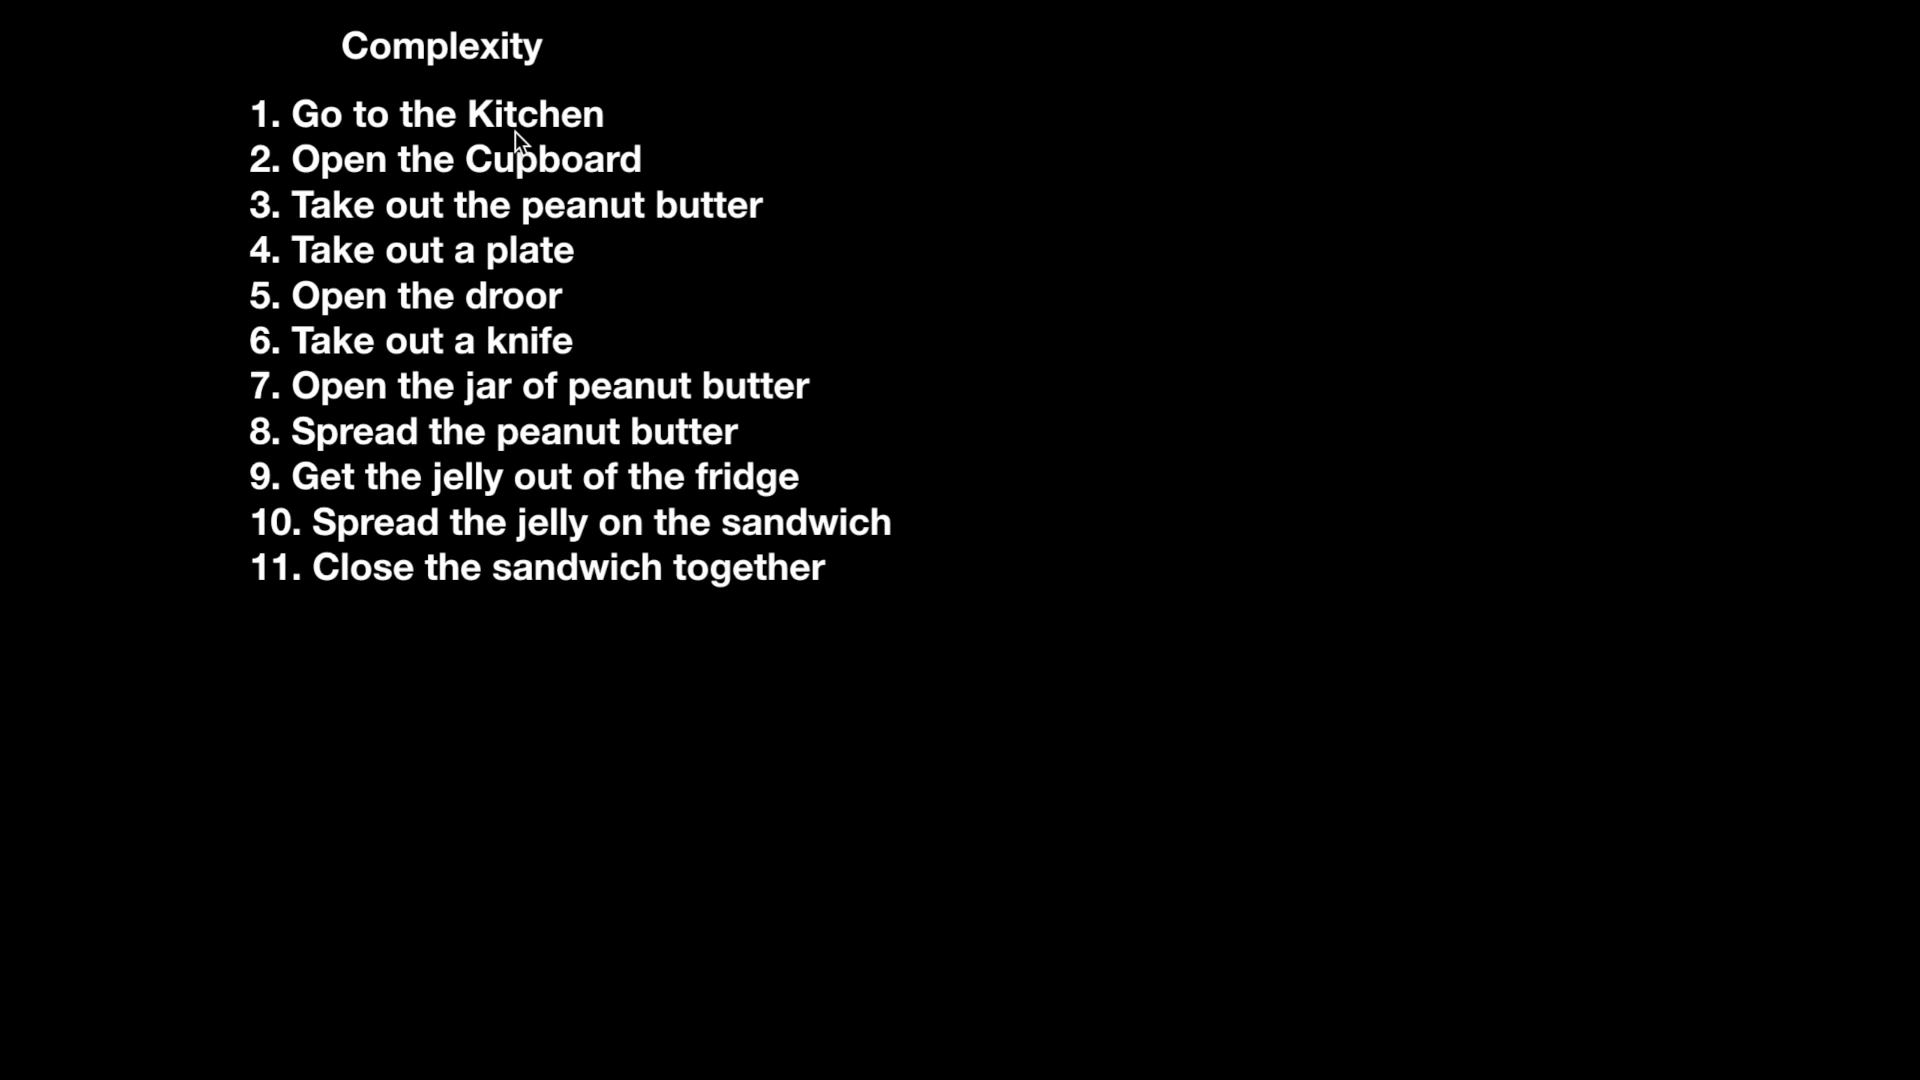 Complexity
1. Go to the Kitchen
2. Open the Cupboard
3. Take out the peanut butter
4. Take out a plate
5. Open the droor
6. Take out a knife
7. Open the jar of peanut butter
8. Spread the peanut butter
9. Get the jelly out of the fridge
10. Spread the jelly on the sandwich
11. Close the sandwich together